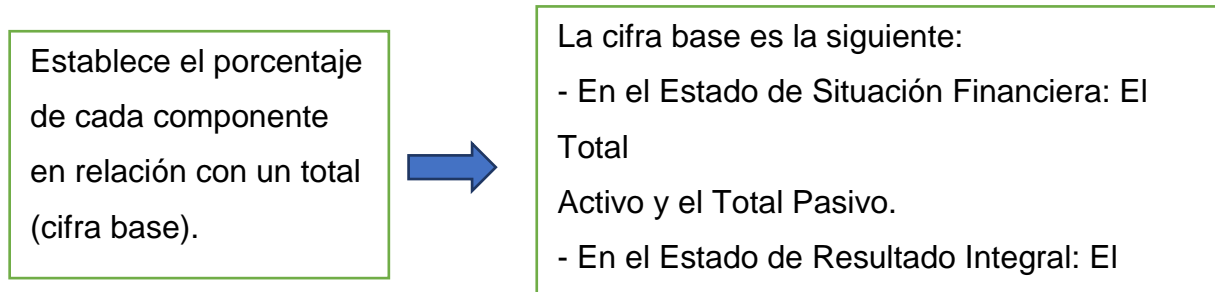 Establece el porcentaje
de cada componente
en relación con un total
(cifra base).
La cifra base es la siguiente:
- En el Estado de Situación Financiera: El
Total
Activo y el Total Pasivo.
- En el Estado de Resultado Integral: El